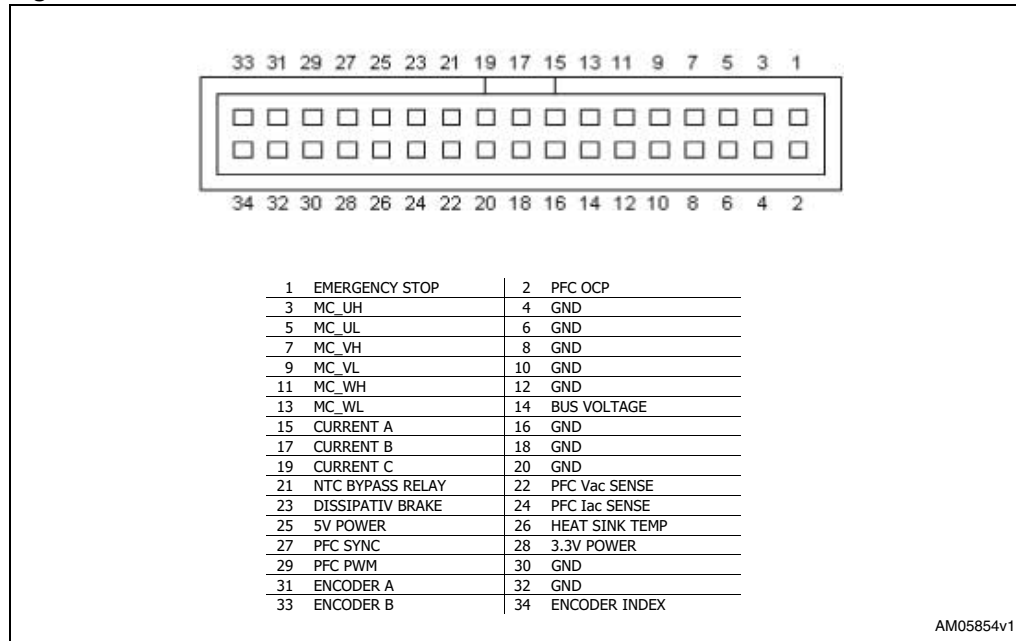 33 31 29 27 25 23 21 19 17 15 13 11 9 7 5 3 1
34 32 30 28 26 24 22 20 18 16 14 12 10 8 6 4 2
1 EMERGENCY STOP 2 PFC OCP
3 MC_UH 4 GND
5 MC_UL 6 GND
7 MC_VH 8 GND
9 MC_VL 10 GND
11 MC_WH 12 GND
13 MC_WL 14 BUS VOLTAGE
15 CURRENT A 16 GND
17 CURRENT B 18 GND
19 CURRENT C 20 GND
21 NTC BYPASS RELAY 22 PFC Vac SENSE
23 DISSIPATIV BRAKE 24 PFC Iac SENSE
25 5V POWER 26 HEAT SINK TEMP
27 PFC SYNC 28 3.3V POWER
29 PFC PWM 30 GND
31 ENCODER A 32 GND
33 ENCODER B 34 ENCODER INDEX
AM05854v1